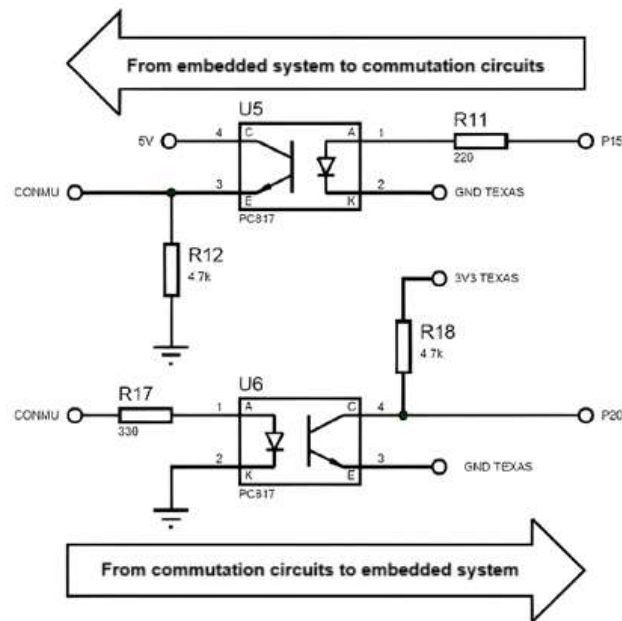 From embedded system to commutation circuits
U5
5V
4
C
A
1
R11
220
P15
CONMU
3
E
K
2
GND TEXAS
PC817
R12
4.7k
3V3 TEXAS
R18
4.7k
U6
CONMU
R17
330
1
A
C
4
P20
2
K
E
3
GND TEXAS
PC817
From commutation circuits to embedded system